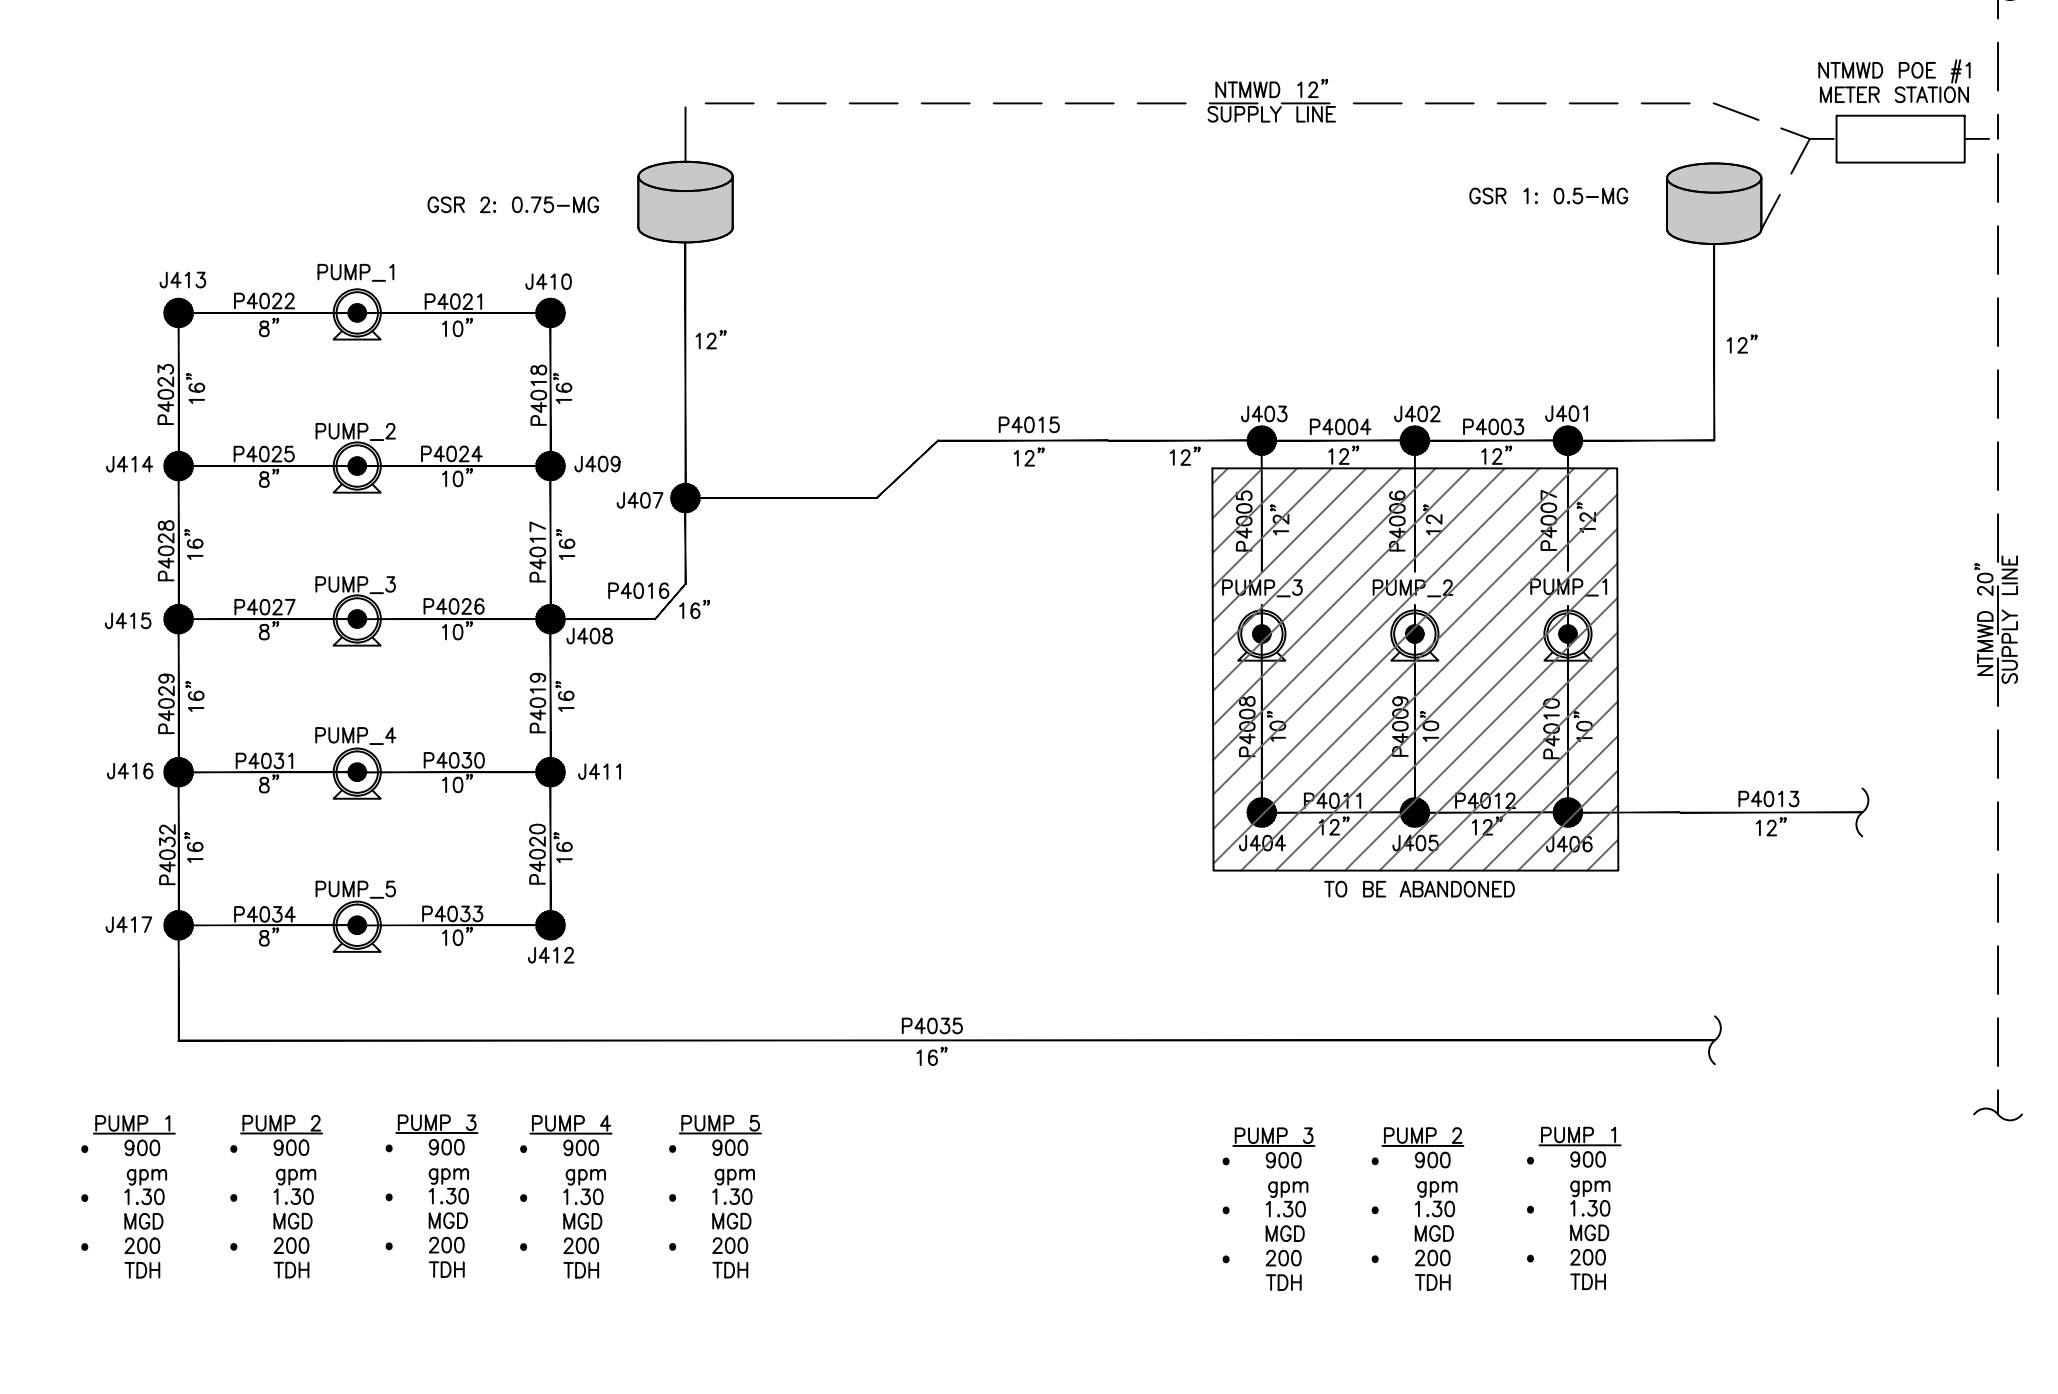 NTMWD POE #1
METER STATION
NTMWD 12"
SUPPLY LINE
GSR 2: 0.75-MG
GSR 1: 0.5-MG
J413
P4022
8"
PUMP_1
P4021
10"
J410
12"
12"
P4023
16"
P4018
16"
J414
P4025
8"
PUMP_2
P4024
10"
J409
J407
P4015
12"
12"
J403
P4004
12"
J402
P4003
12"
J401
P4028
16"
P4017
16"
P4005
12"
P4006
12"
P4007
12"
J415
P4027
8"
PUMP_3
P4026
10"
J408
P4016
16"
PUMP_3
PUMP_2
PUMP_1
NTMWD 20"
SUPPLY LINE
P4029
16"
P4019
16"
P4008
10"
P4009
10"
P4010
10"
J416
P4031
8"
PUMP_4
P4030
10"
J411
P4011
12"
P4012
12"
P4013
12"
J404
J405
J406
TO BE ABANDONED
P4032
16"
P4020
16"
J417
P4034
8"
PUMP_5
P4033
10"
J412
P4035
16"
PUMP 1
• 900
gpm
• 1.30
MGD
• 200
TDH
PUMP 2
• 900
gpm
• 1.30
MGD
• 200
TDH
PUMP 3
• 900
gpm
• 1.30
MGD
• 200
TDH
PUMP 4
• 900
gpm
• 1.30
MGD
• 200
TDH
PUMP 5
• 900
gpm
• 1.30
MGD
• 200
TDH
PUMP 3
• 900
gpm
• 1.30
MGD
• 200
TDH
PUMP 2
• 900
gpm
• 1.30
MGD
• 200
TDH
PUMP 1
• 900
gpm
• 1.30
MGD
• 200
TDH